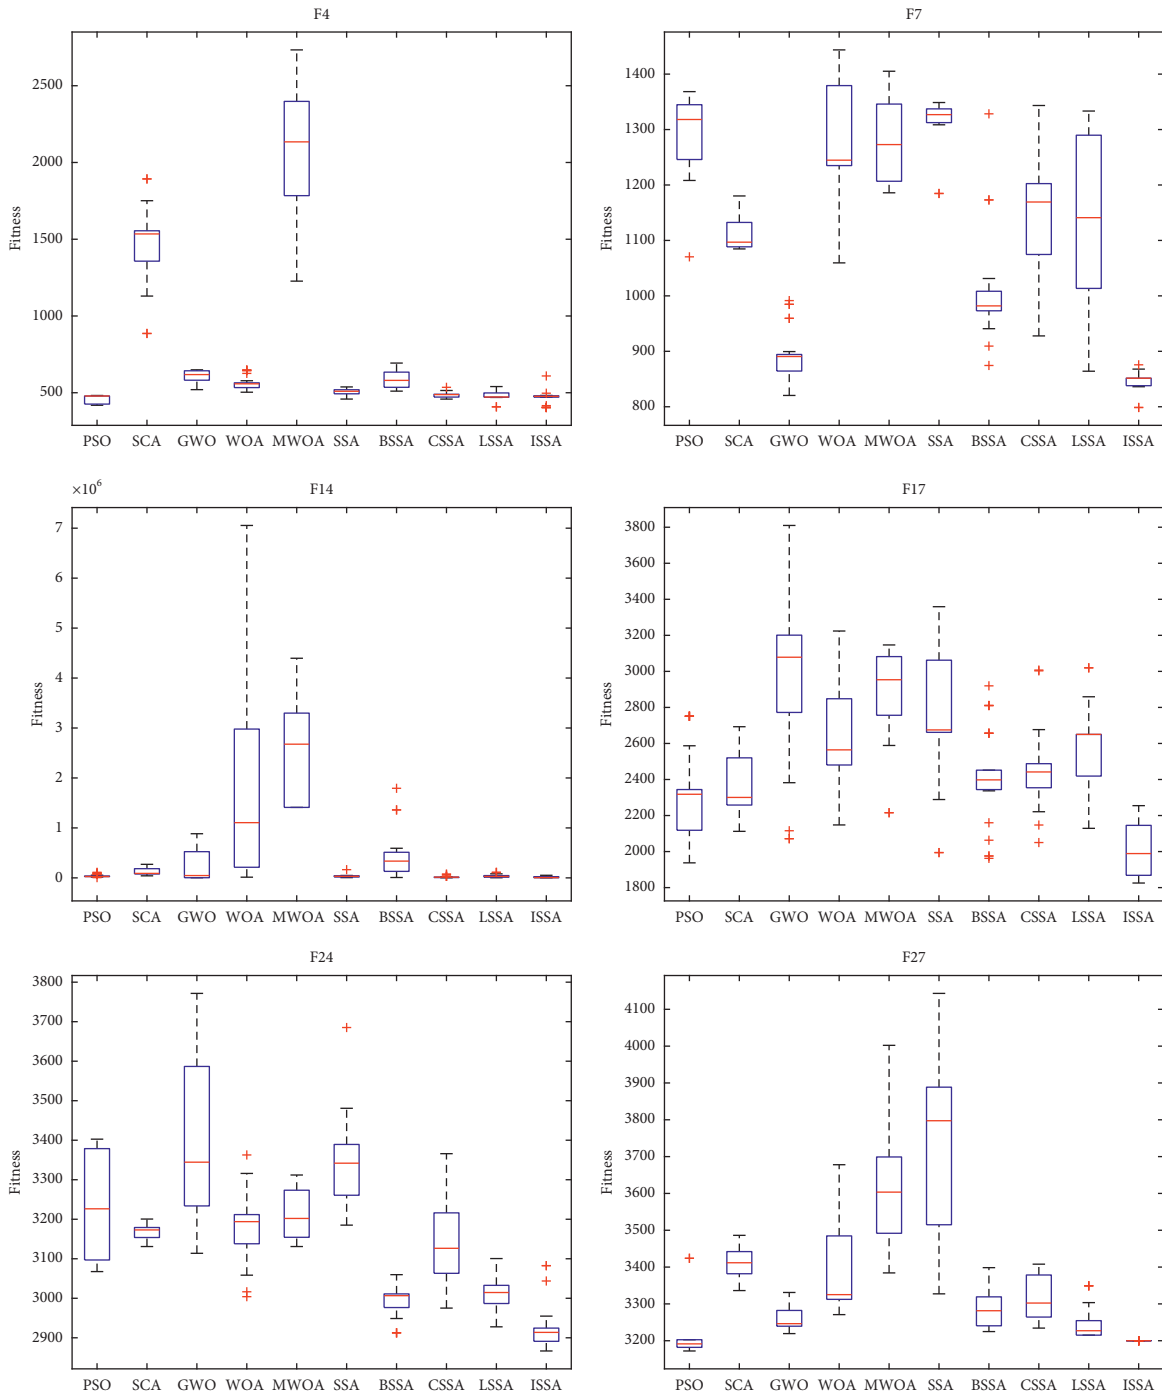 F4
Fitness
2500
2000
1500
1000
500
PSO SCA GWO WOA MWOA SSA BSSA CSSA LSSA ISSA
F7
Fitness
1400
1300
1200
1100
1000
900
800
PSO SCA GWO WOA MWOA SSA BSSA CSSA LSSA ISSA
×10⁶
F14
Fitness
7
6
5
4
3
2
1
0
PSO SCA GWO WOA MWOA SSA BSSA CSSA LSSA ISSA
F17
Fitness
3800
3600
3400
3200
3000
2800
2600
2400
2200
2000
1800
PSO SCA GWO WOA MWOA SSA BSSA CSSA LSSA ISSA
F24
Fitness
3800
3700
3600
3500
3400
3300
3200
3100
3000
2900
PSO SCA GWO WOA MWOA SSA BSSA CSSA LSSA ISSA
F27
Fitness
4100
4000
3900
3800
3700
3600
3500
3400
3300
3200
PSO SCA GWO WOA MWOA SSA BSSA CSSA LSSA ISSA